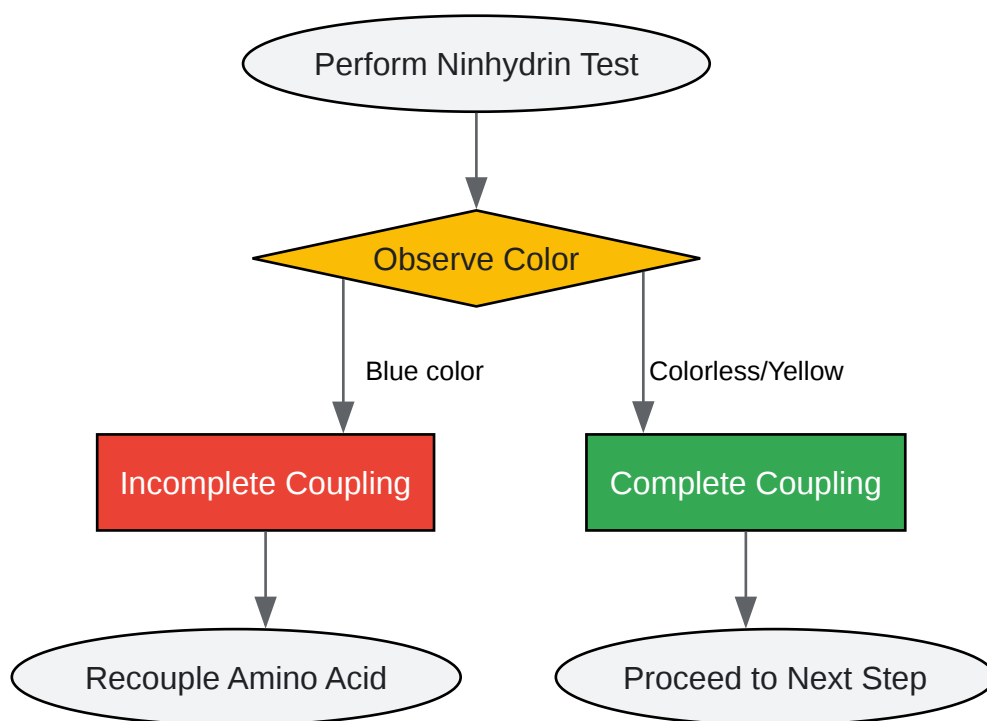 Perform Ninhydrin Test
Observe Color
Blue color
Colorless/Yellow
Incomplete Coupling
Complete Coupling
Recouple Amino Acid
Proceed to Next Step